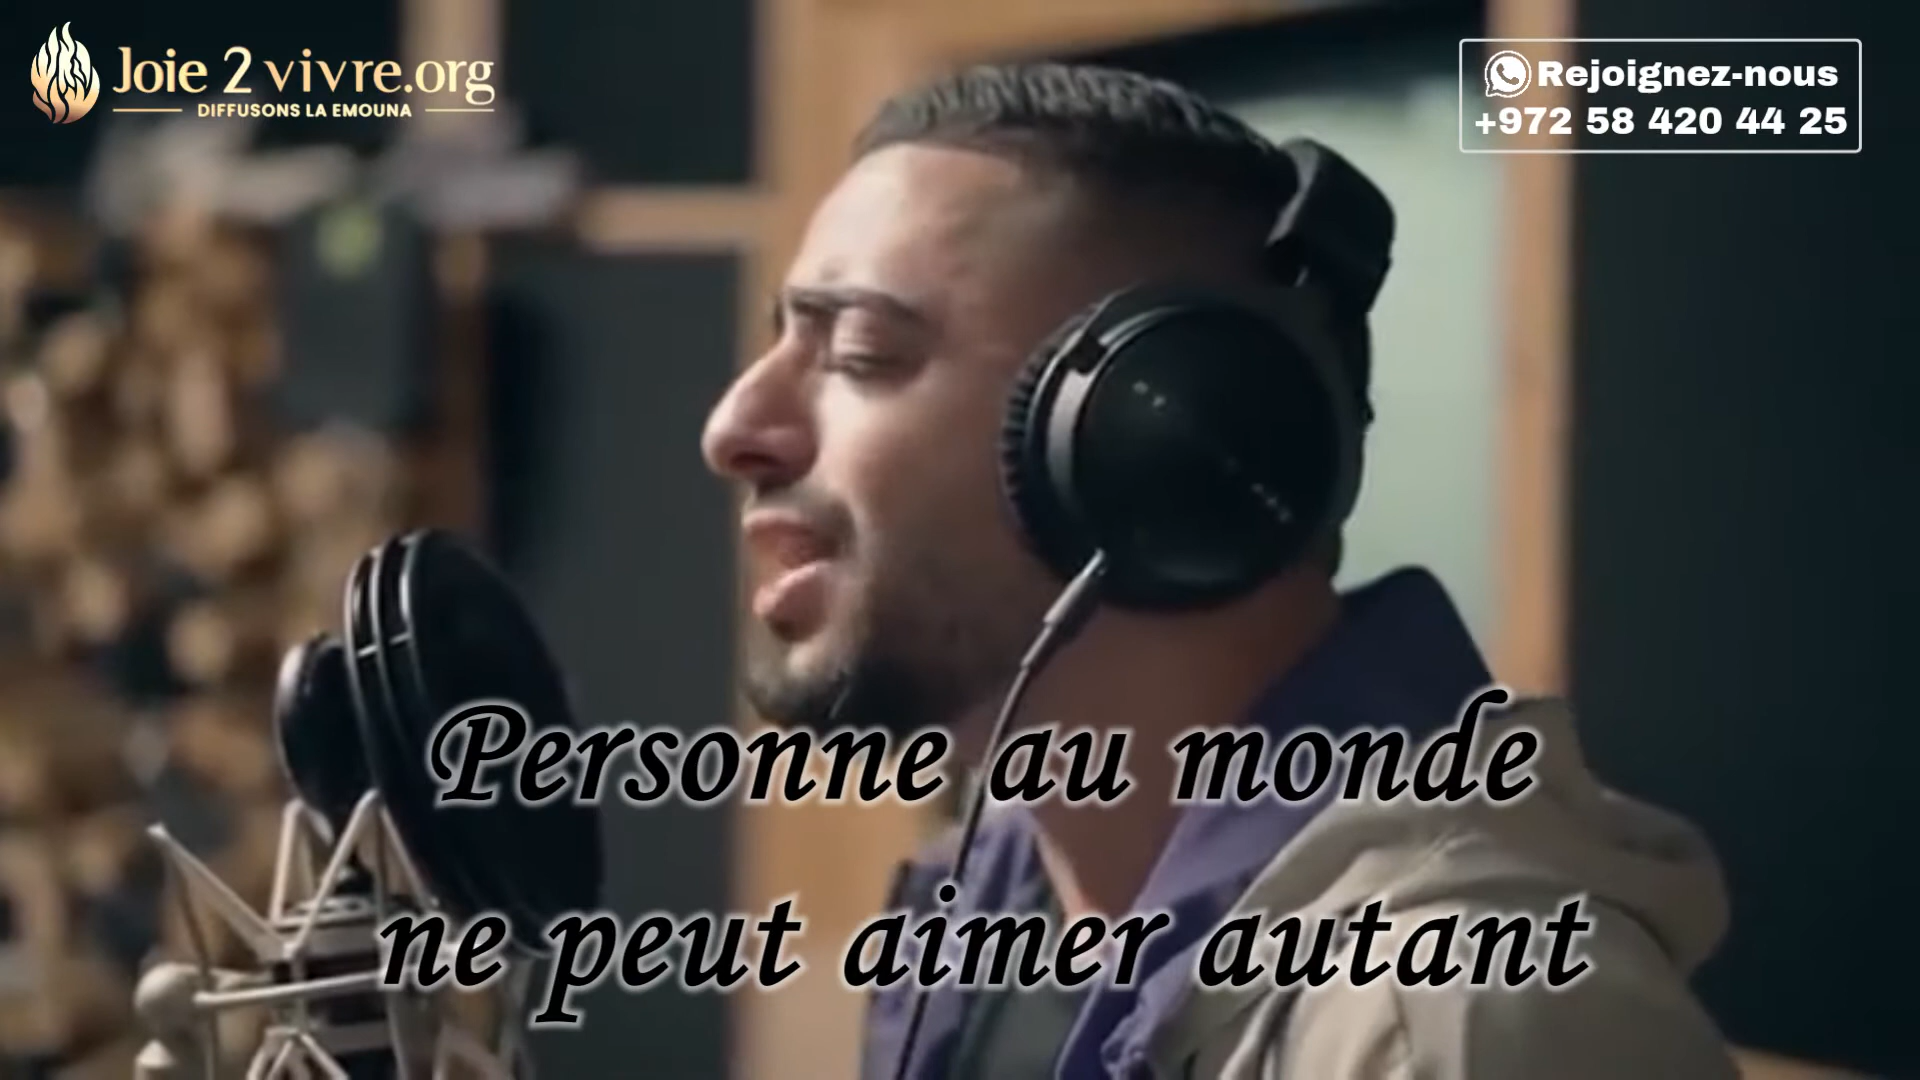 Joie 2 vivre.org
DIFFUSONS LA EMOUNA
Rejoignez-nous
+972 58 420 44 25
Personne au monde
ne peut aimer autant